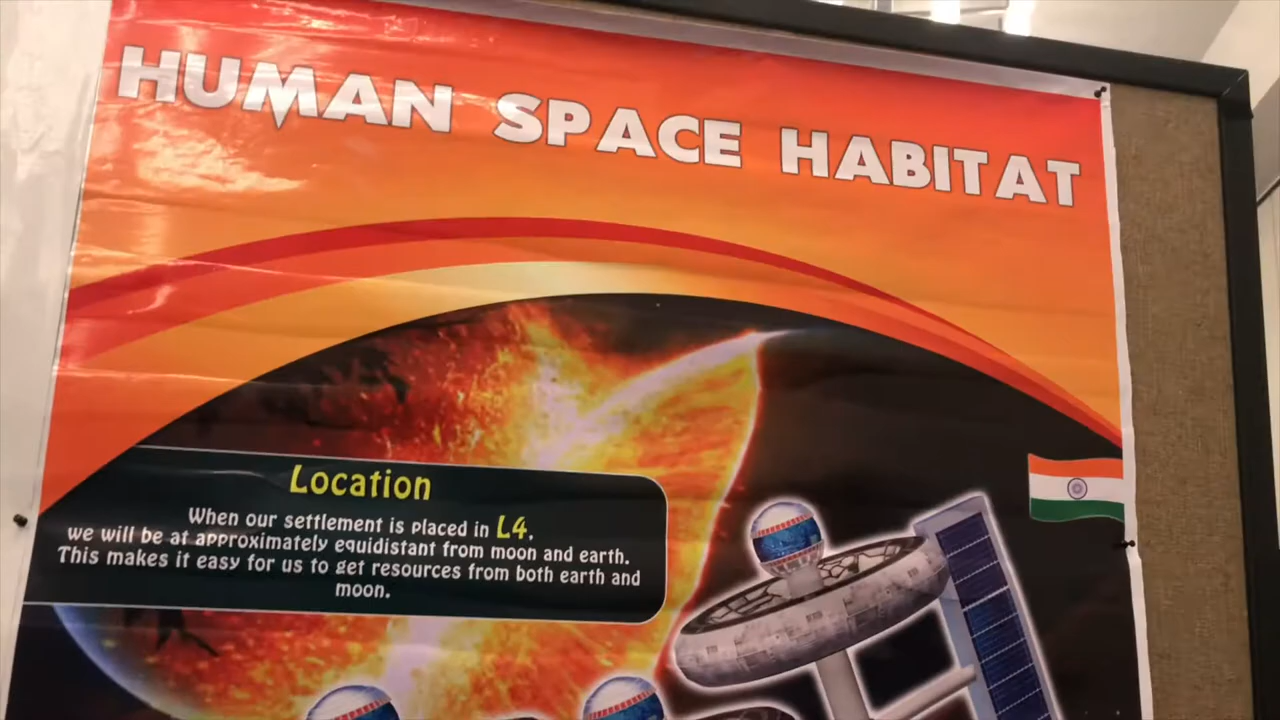 HUMAN SPACE HABITAT
Location
When our settlement is placed in L4,
we will be at approximately equidistant from moon and earth.
This makes it easy for us to get resources from both earth and
moon.